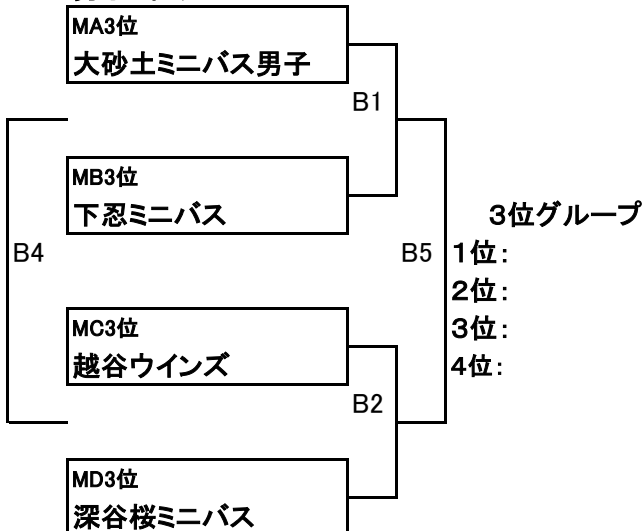 MA3位
大砂土ミニバス男子
B1
MB3位
下忍ミニバス
3位グループ
B4
B5
1位:
2位:
3位:
4位:
MC3位
越谷ウインズ
B2
MD3位
深谷桜ミニバス